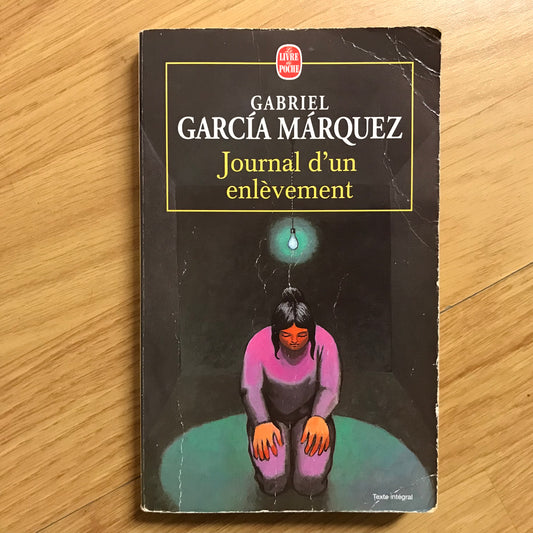 Le
LIVRE
de
POCHE
GABRIEL
GARCÍA MÁRQUEZ
Journal d'un
enlèvement
Texte intégral